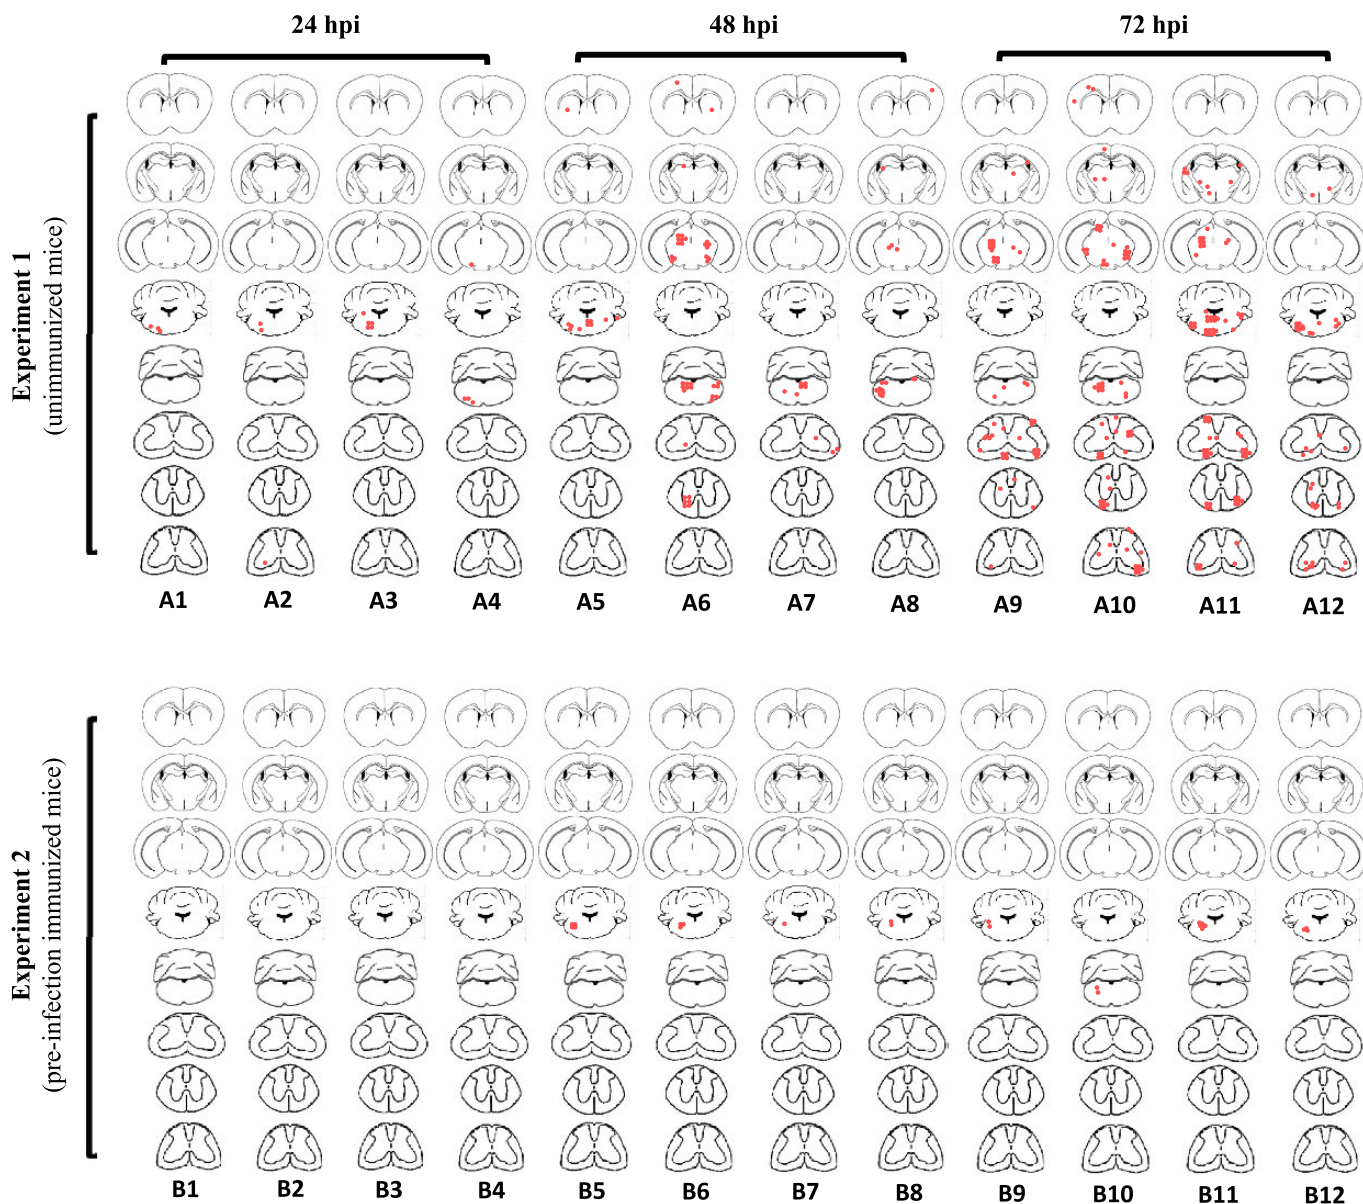 24 hpi 48 hpi 72 hpi
Experiment 1
(unimmunized mice)
A1 A2 A3 A4 A5 A6 A7 A8 A9 A10 A11 A12
Experiment 2
(pre-infection immunized mice)
B1 B2 B3 B4 B5 B6 B7 B8 B9 B10 B11 B12